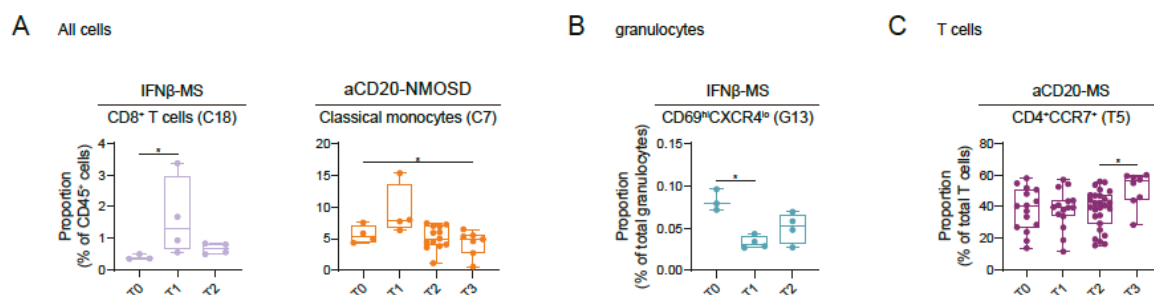 A All cells
IFNβ-MS
CD8⁺ T cells (C18)
Proportion
(% of CD45⁺ cells)
4
3
2
1
0
*
T0 T1 T2
aCD20-NMOSD
Classical monocytes (C7)
20
15
10
5
0
*
T0 T1 T2 T3
B granulocytes
IFNβ-MS
CD69ʰⁱCXCR4ˡᵒ (G13)
Proportion
(% of total granulocytes)
0.15
0.10
0.05
0.00
*
T0 T1 T2
C T cells
aCD20-MS
CD4⁺CCR7⁺ (T5)
Proportion
(% of total T cells)
100
80
60
40
20
0
*
T0 T1 T2 T3